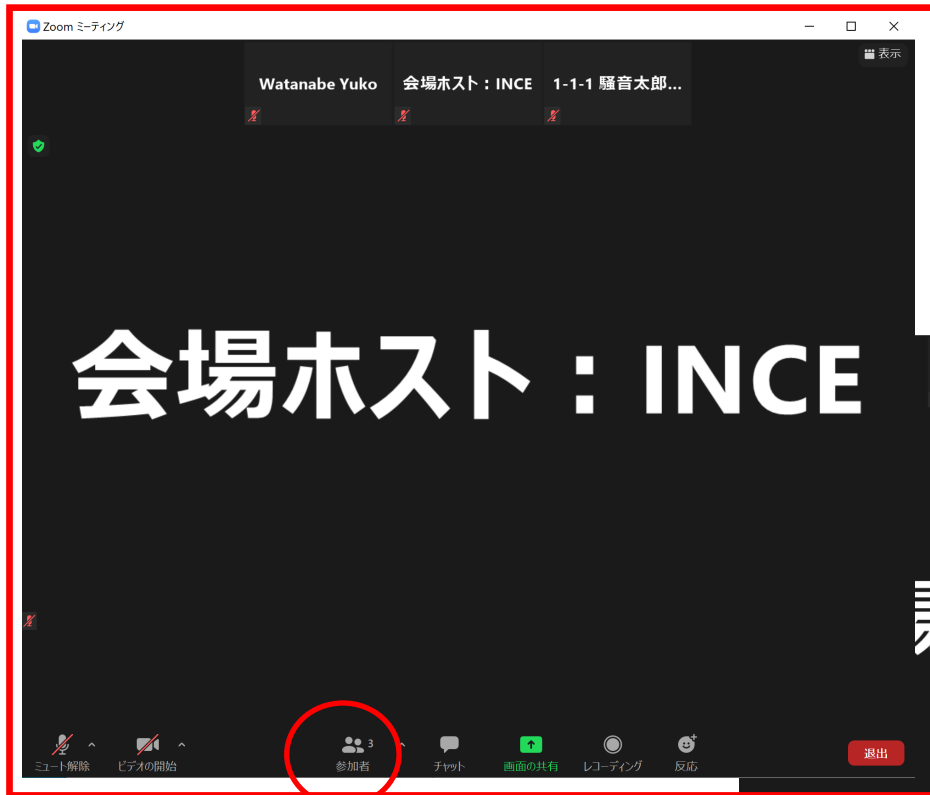 Zoom ミーティング
表示
Watanabe Yuko
会場ホスト：INCE
1-1-1 騒音太郎...
会場ホスト：INCE
3
ミュート解除
ビデオの開始
参加者
チャット
画面の共有
レコーディング
反応
退出